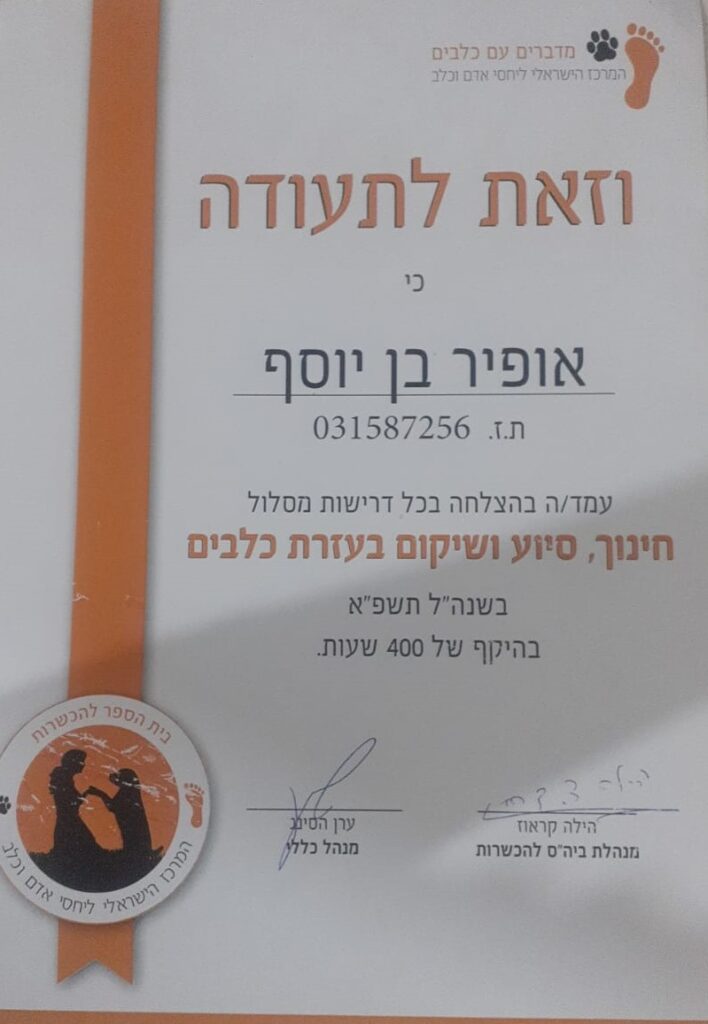 מדברים עם כלבים
המרכז הישראלי ליחסי אדם וכלב
וזאת לתעודה
כי
אופיר בן יוסף
ת.ז. 031587256
עמד/ה בהצלחה בכל דרישות מסלול
חינוך, סיוע ושיקום בעזרת כלבים
בשנה"ל תשפ"א
בהיקף של 400 שעות.
הילה קראוז
מנהלת ביה"ס להכשרות
ערן
מנהל כללי
בית הספר להכשרות
המרכז הישראלי ליחסי אדם וכלב